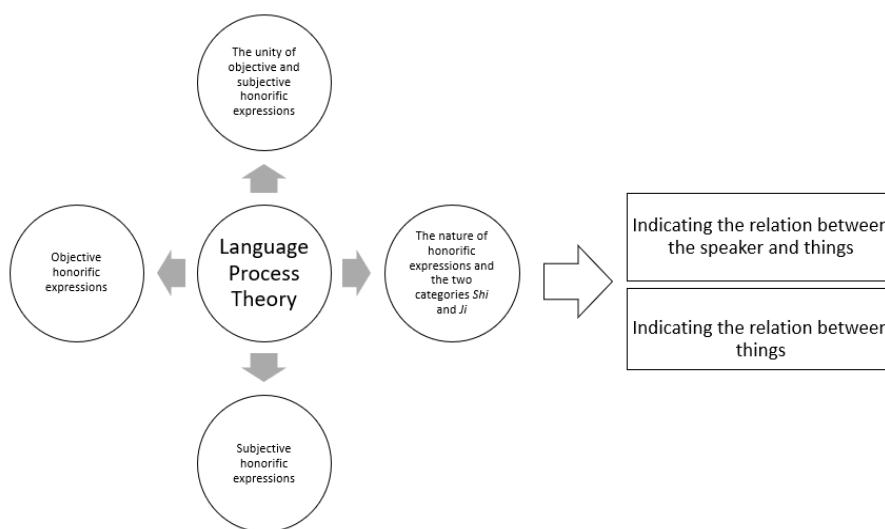 The unity of
objective and
subjective
honorific
expressions
Objective
honorific
expressions
Language
Process
Theory
The nature of
honorific
expressions and
the two
categories Shi
and Ji
Indicating the relation between
the speaker and things
Indicating the relation between
things
Subjective
honorific
expressions